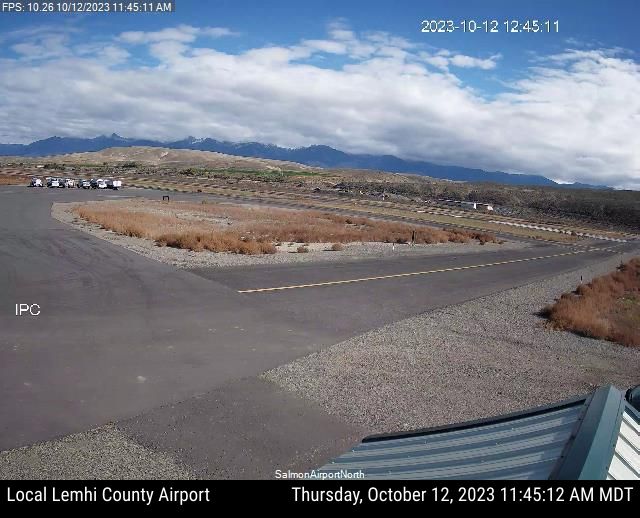 FPS: 10.26 10/12/2023 11:45:11 AM
2023-10-12 12:45:11
IPC
SalmonAirportNorth
Local Lemhi County Airport
Thursday, October 12, 2023 11:45:12 AM MDT